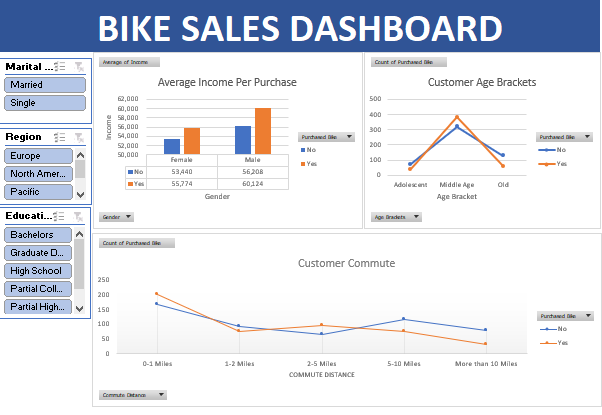 BIKE SALES DASHBOARD
Marital ...
Married
Single
Region
Europe
North Amer...
Pacific
Educati...
Bachelors
Graduate D...
High School
Partial Coll...
Partial High...
Average of Income
Average Income Per Purchase
62,000
60,000
58,000
56,000
54,000
52,000
50,000
Income
Female Male
No 53,440 56,208
Yes 55,774 60,124
Gender
Purchased Bike
No
Yes
Gender
Count of Purchased Bike
Customer Age Brackets
500
400
300
200
100
0
Adolescent Middle Age Old
Age Bracket
Purchased Bike
No
Yes
Age Brackets
Count of Purchased Bike
Customer Commute
250
200
150
100
50
0
0-1 Miles 1-2 Miles 2-5 Miles 5-10 Miles More than 10 Miles
COMMUTE DISTANCE
Purchased Bike
No
Yes
Commute Distance